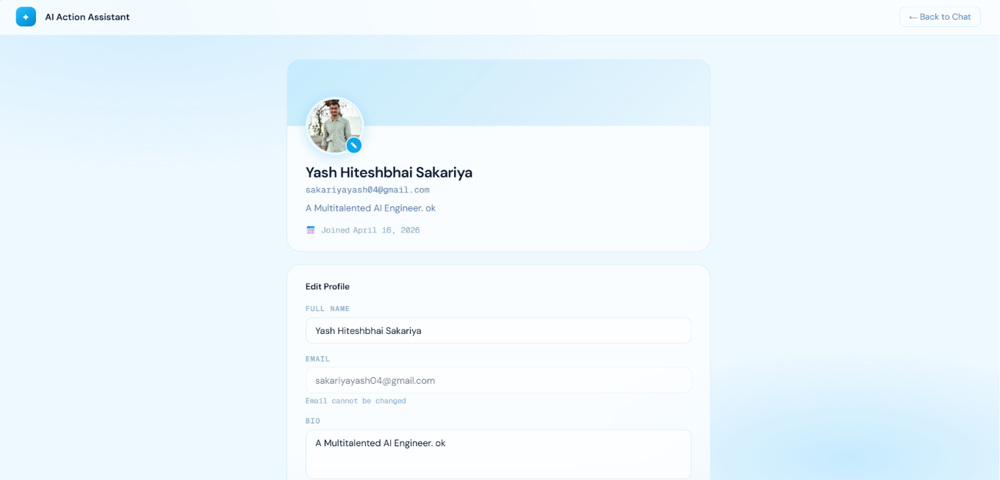 AI Action Assistant
← Back to Chat
Yash Hiteshbhai Sakariya
sakariyayash04@gmail.com
A Multitalented AI Engineer. ok
Joined April 16, 2026
Edit Profile
FULL NAME
Yash Hiteshbhai Sakariya
EMAIL
sakariyayash04@gmail.com
Email cannot be changed
BIO
A Multitalented AI Engineer. ok